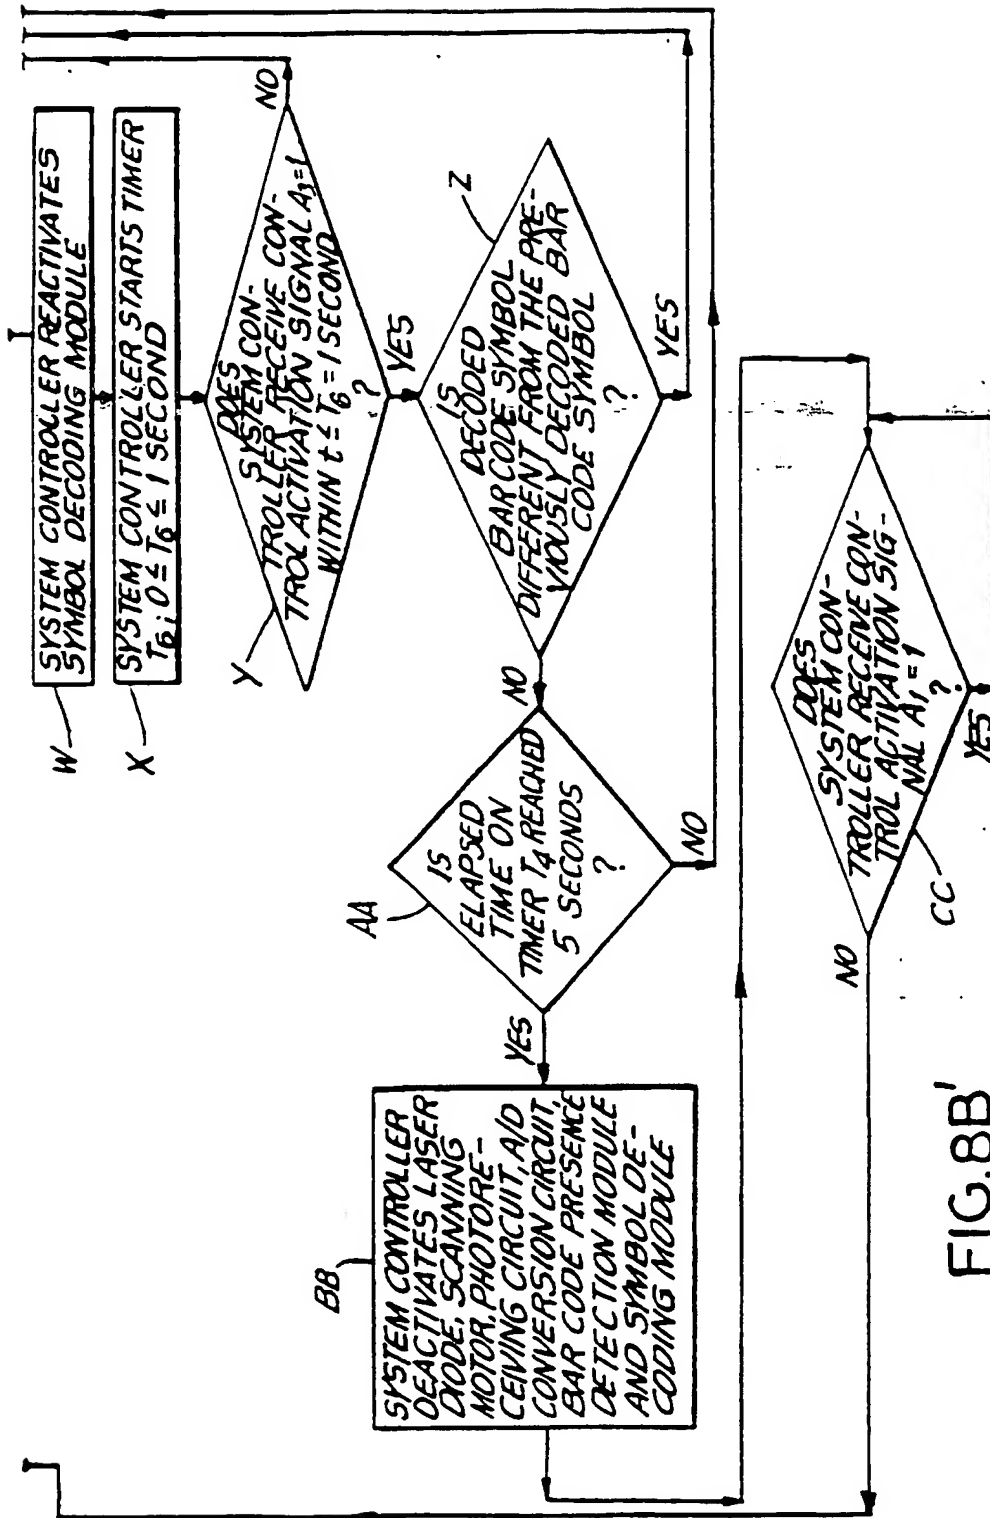 W
SYSTEM CONTROLLER REACTIVATES
SYMBOL DECODING MODULE
X
SYSTEM CONTROLLER STARTS TIMER
T6; 0 ≤ T6 ≤ 1 SECOND
Y
DOES
SYSTEM CON-
TROLLER RECEIVE CON-
TROL ACTIVATION SIGNAL A3=1
WITHIN t ≤ T6 = 1 SECOND
?
NO
YES
Z
IS
DECODED
BAR CODE SYMBOL
DIFFERENT FROM THE PRE-
VIOUSLY DECODED BAR
CODE SYMBOL
?
YES
NO
AA
IS
ELAPSED
TIME ON
TIMER T4 REACHED
5 SECONDS
?
NO
YES
BB
SYSTEM CONTROLLER
DEACTIVATES LASER
DIODE, SCANNING
MOTOR, PHOTORE-
CEIVING CIRCUIT, A/D
CONVERSION CIRCUIT,
BAR CODE PRESENCE
DETECTION MODULE
AND SYMBOL DE-
CODING MODULE
CC
DOES
SYSTEM CON-
TROLLER RECEIVE CON-
TROL ACTIVATION SIG-
NAL A1 = 1
?
NO
YES
FIG. 8B'